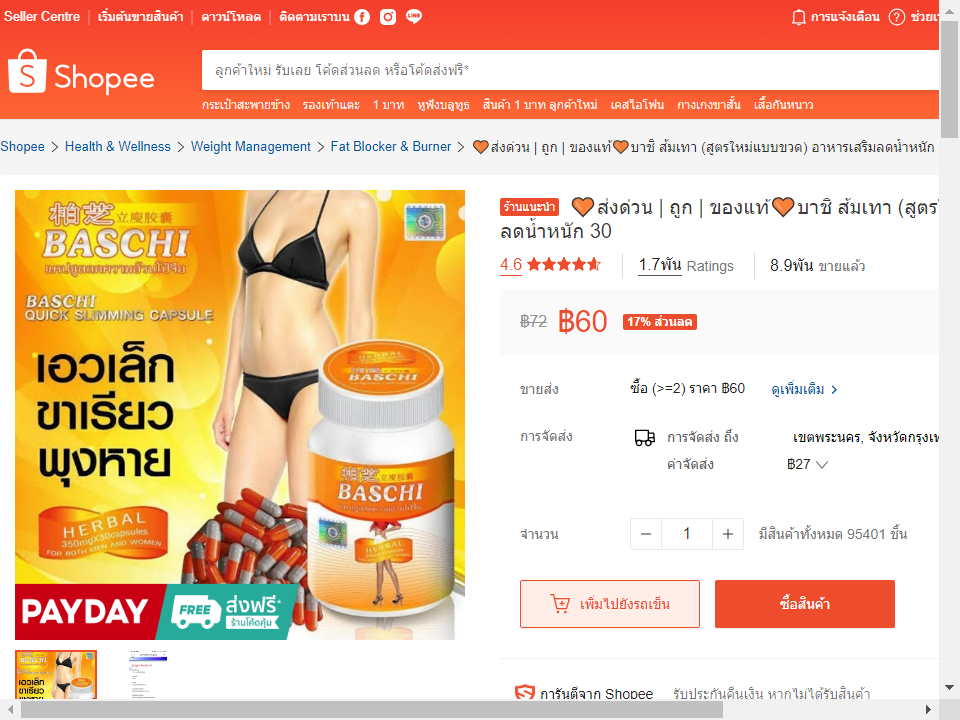 Seller Centre | เริ่มต้นขายสินค้า | ดาวน์โหลด | ติดตามเราบน
การแจ้งเตือน
Shopee
ลูกค้าใหม่ รับเลย โค้ดส่วนลด หรือโค้ดส่งฟรี*
กระเป๋าสะพายข้าง รองเท้าแตะ 1 บาท หูฟังบลูทูธ สินค้า 1 บาท ลูกค้าใหม่ เคสไอโฟน กางเกงขาสั้น เสื้อกันหนาว
Shopee > Health & Wellness > Weight Management > Fat Blocker & Burner > 🧡ส่งด่วน | ถูก | ของแท้🧡บาชิ ส้มเทา (สูตรใหม่แบบขวด) อาหารเสริมลดน้ำหนัก
柏芝立瘦胶囊
BASCHI
BASCHI
QUICK SLIMMING CAPSULE
เอวเล็ก
ขาเรียว
พุงหาย
HERBAL
350mgX30capsules
FOR BOTH MEN AND WOMEN
HERBAL
BASCHI
柏芝立瘦胶囊
BASCHI
HERBAL
PAYDAY
FREE
ส่งฟรี*
ร้านโค้ดคุ้ม
เอวเล็ก
ขาเรียว
ร้านแนะนำ 🧡ส่งด่วน | ถูก | ของแท้🧡บาชิ ส้มเทา (สูตร
ลดน้ำหนัก 30
4.6 1.7พัน Ratings 8.9พัน ขายแล้ว
฿72 ฿60 17% ส่วนลด
ขายส่ง ซื้อ (>=2) ราคา ฿60 ดูเพิ่มเติม >
การจัดส่ง การจัดส่ง ถึง เขตพระนคร, จังหวัดกรุงเท
ค่าจัดส่ง ฿27
จำนวน − 1 + มีสินค้าทั้งหมด 95401 ชิ้น
เพิ่มไปยังรถเข็น ซื้อสินค้า
การันตีจาก Shopee รับประกันคืนเงิน หากไม่ได้รับสินค้า